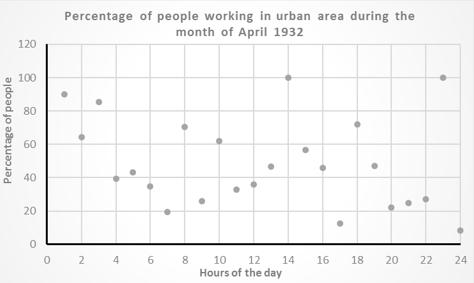 Percentage of people working in urban area during the
month of April 1932
Percentage of people
120
100
80
60
40
20
0
0 2 4 6 8 10 12 14 16 18 20 22 24
Hours of the day